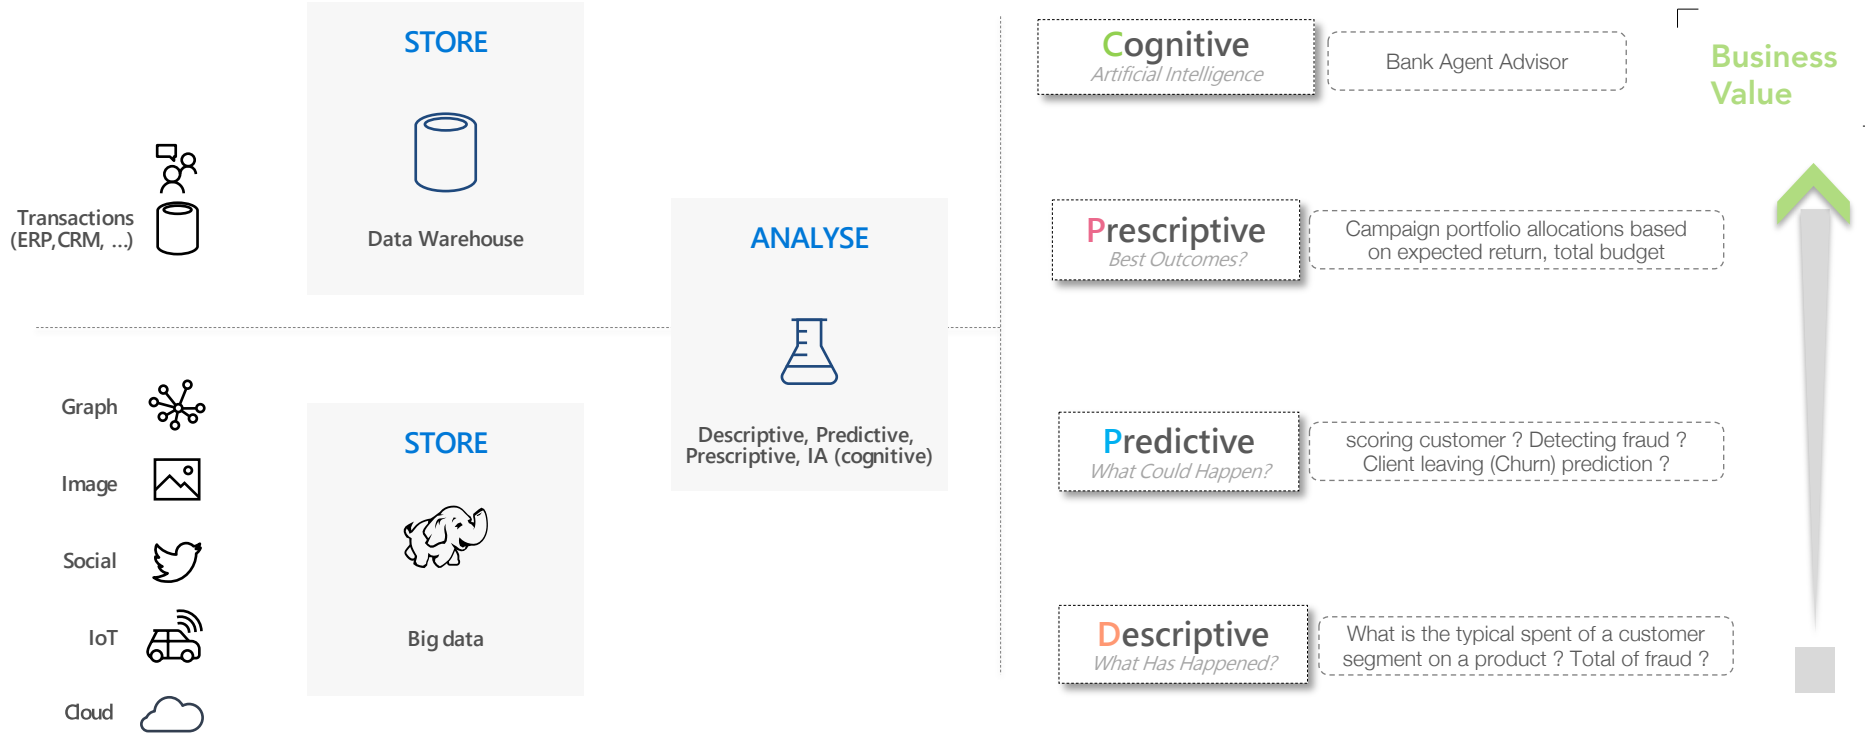 STORE
Data Warehouse
Transactions
(ERP,CRM, ...)
Graph
Image
Social
IoT
Cloud
STORE
Big data
ANALYSE
Descriptive, Predictive,
Prescriptive, IA (cognitive)
Cognitive
Artificial Intelligence
Bank Agent Advisor
Prescriptive
Best Outcomes?
Campaign portfolio allocations based
on expected return, total budget
Predictive
What Could Happen?
scoring customer ? Detecting fraud ?
Client leaving (Churn) prediction ?
Descriptive
What Has Happened?
What is the typical spent of a customer
segment on a product ? Total of fraud ?
Business
Value